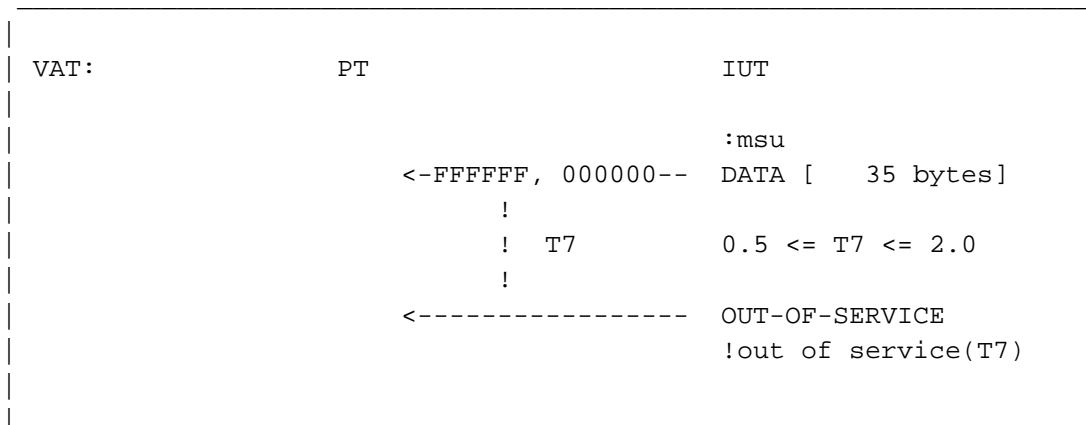 VAT: PT IUT
:msu
<-FFFFFF, 000000-- DATA [ 35 bytes]
!
! T7 0.5 <= T7 <= 2.0
!
<----------------- OUT-OF-SERVICE
!out of service(T7)